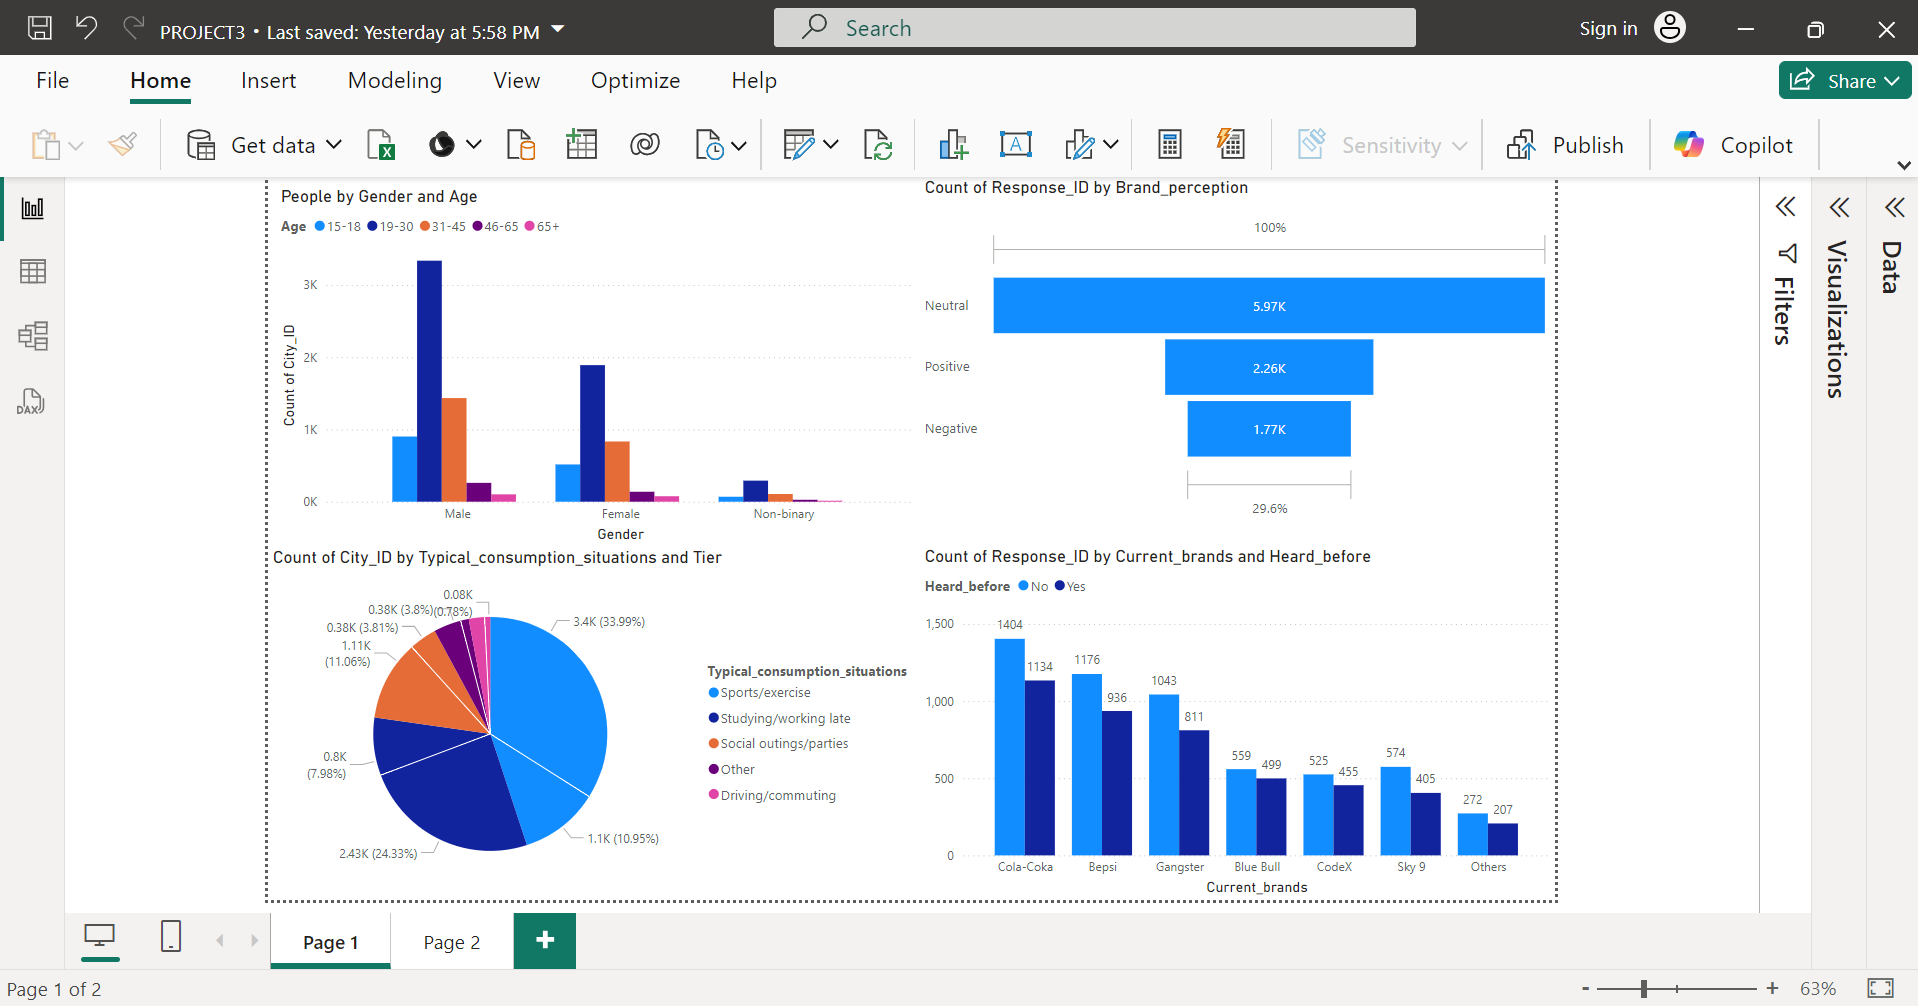 PROJECT3 • Last saved: Yesterday at 5:58 PM
Search
Sign in
File Home Insert Modeling View Optimize Help
Share
Get data
Sensitivity
Publish
Copilot
DAX
People by Gender and Age
Age 15-18 19-30 31-45 46-65 65+
Count of City_ID
3K
2K
1K
0K
Male Female Non-binary
Gender
Count of Response_ID by Brand_perception
100%
Neutral 5.97K
Positive 2.26K
Negative 1.77K
29.6%
Count of City_ID by Typical_consumption_situations and Tier
0.08K
(0.78%)
0.38K (3.8%)
0.38K (3.81%)
1.11K
(11.06%)
0.8K
(7.98%)
2.43K (24.33%)
3.4K (33.99%)
1.1K (10.95%)
Typical_consumption_situations
Sports/exercise
Studying/working late
Social outings/parties
Other
Driving/commuting
Count of Response_ID by Current_brands and Heard_before
Heard_before No Yes
1,500
1,000
500
0
1404 1134 1176 936 1043 811 559 499 525 455 574 405 272 207
Cola-Coka Bepsi Gangster Blue Bull CodeX Sky 9 Others
Current_brands
Filters
Visualizations
Data
Page 1 Page 2
Page 1 of 2
63%